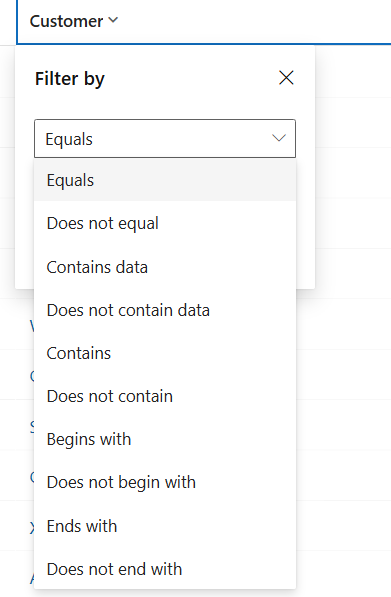 Customer
Filter by
Equals
Equals
Does not equal
Contains data
Does not contain data
Contains
Does not contain
Begins with
Does not begin with
Ends with
Does not end with